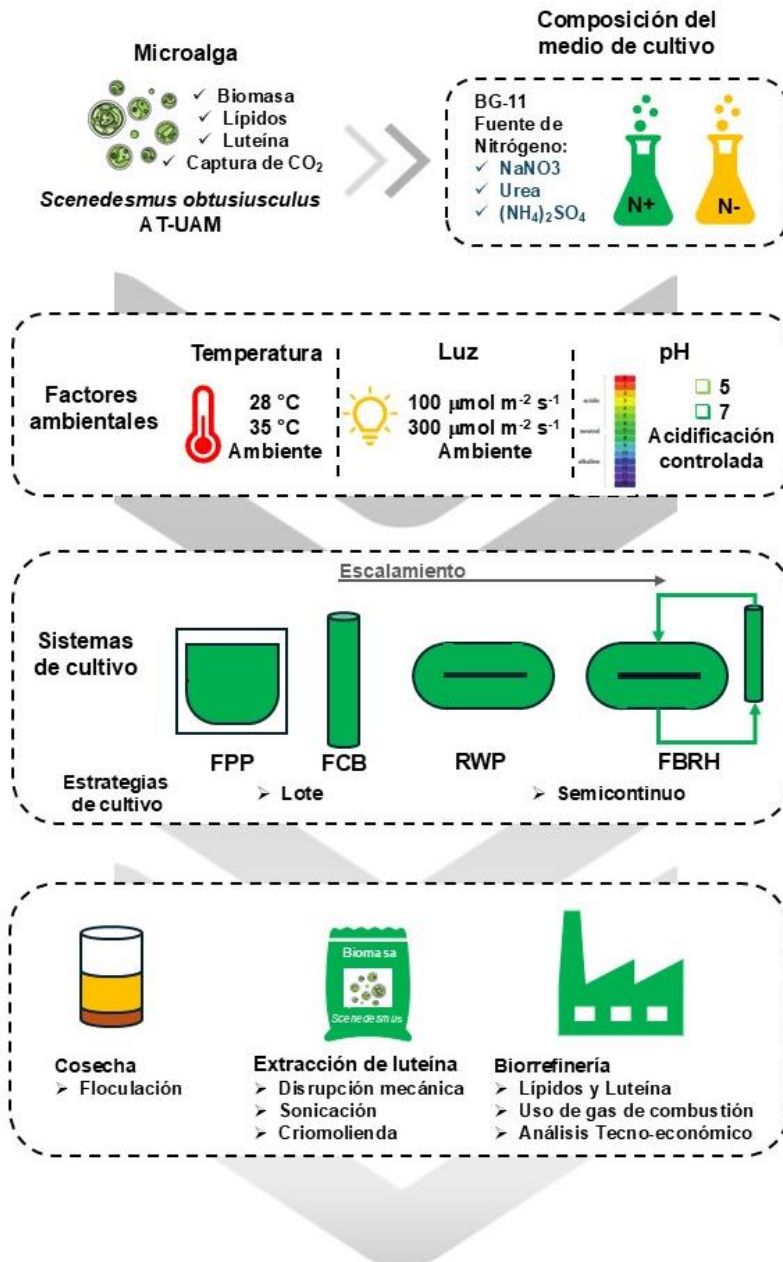 Microalga
✓ Biomasa
✓ Lípidos
✓ Luteína
✓ Captura de CO₂
Scenedesmus obtusiusculus
AT-UAM
Composición del
medio de cultivo
BG-11
Fuente de
Nitrógeno:
✓ NaNO3
✓ Urea
✓ (NH₄)₂SO₄
N+
N-
Factores
ambientales
Temperatura
28 °C
35 °C
Ambiente
Luz
100 µmol m⁻² s⁻¹
300 µmol m⁻² s⁻¹
Ambiente
pH
acidic
neutral
alkaline
❑ 5
❑ 7
Acidificación
controlada
Escalamiento
Sistemas
de cultivo
FPP
FCB
RWP
FBRH
Estrategias
de cultivo
➢ Lote
➢ Semicontinuo
Cosecha
➢ Floculación
Biomasa
Scenedesmus
Extracción de luteína
➢ Disrupción mecánica
➢ Sonicación
➢ Criomolienda
Biorrefinería
➢ Lípidos y Luteína
➢ Uso de gas de combustión
➢ Análisis Tecno-económico